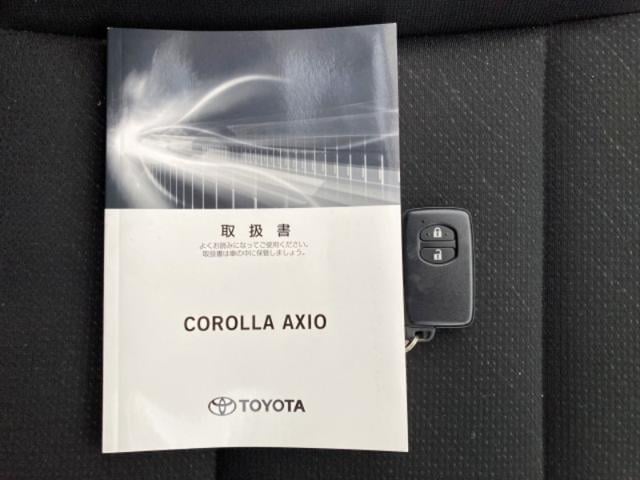 取扱書
よくお読みになってご使用ください。
取扱書は車の中に保管しましょう。
COROLLA AXIO
TOYOTA